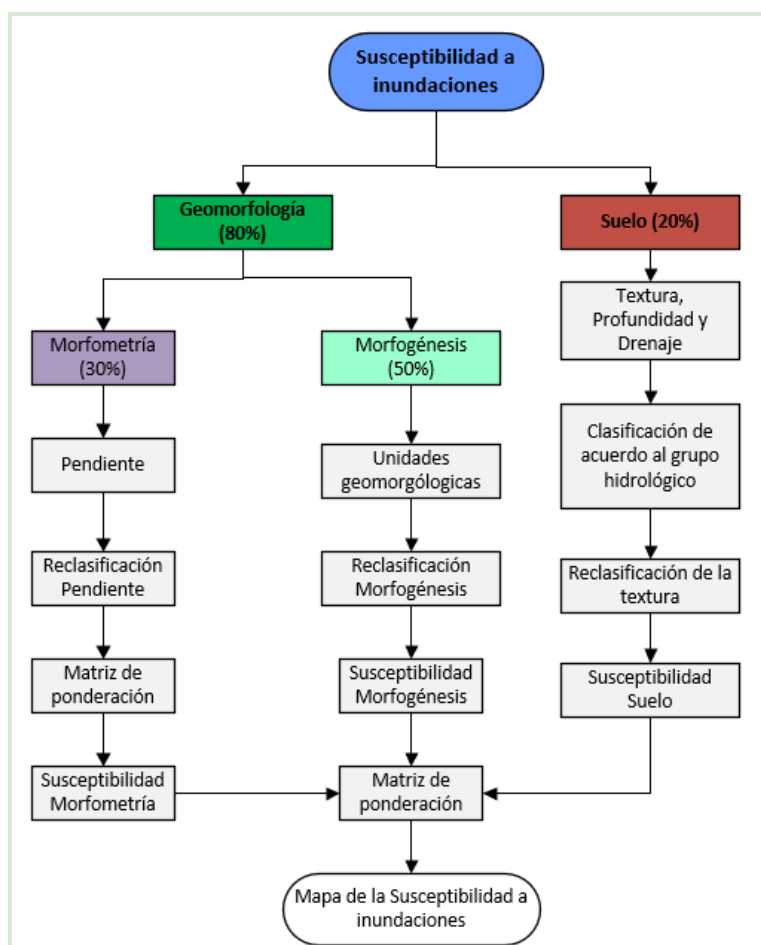 Susceptibilidad a
inundaciones
Geomorfología
(80%)
Suelo (20%)
Morfometría
(30%)
Morfogénesis
(50%)
Textura,
Profundidad y
Drenaje
Pendiente
Unidades
geomorgólogicas
Clasificación de
acuerdo al grupo
hidrológico
Reclasificación
Pendiente
Reclasificación
Morfogénesis
Reclasificación de la
textura
Matriz de
ponderación
Susceptibilidad
Morfogénesis
Susceptibilidad
Suelo
Susceptibilidad
Morfometría
Matriz de
ponderación
Mapa de la Susceptibilidad a
inundaciones